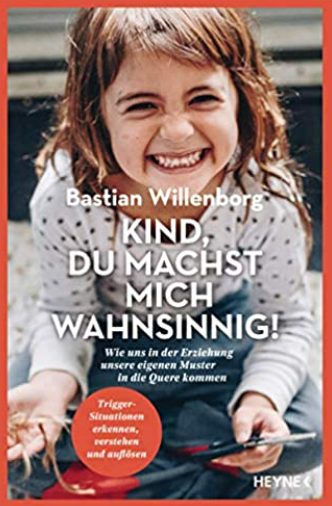 Bastian Willenborg
KIND,
DU MACHST
MICH
WAHNSINNIG!
Wie uns in der Erziehung
unsere eigenen Muster
in die Quere kommen
Trigger-
Situationen
erkennen,
verstehen
und auflösen
HEYNE